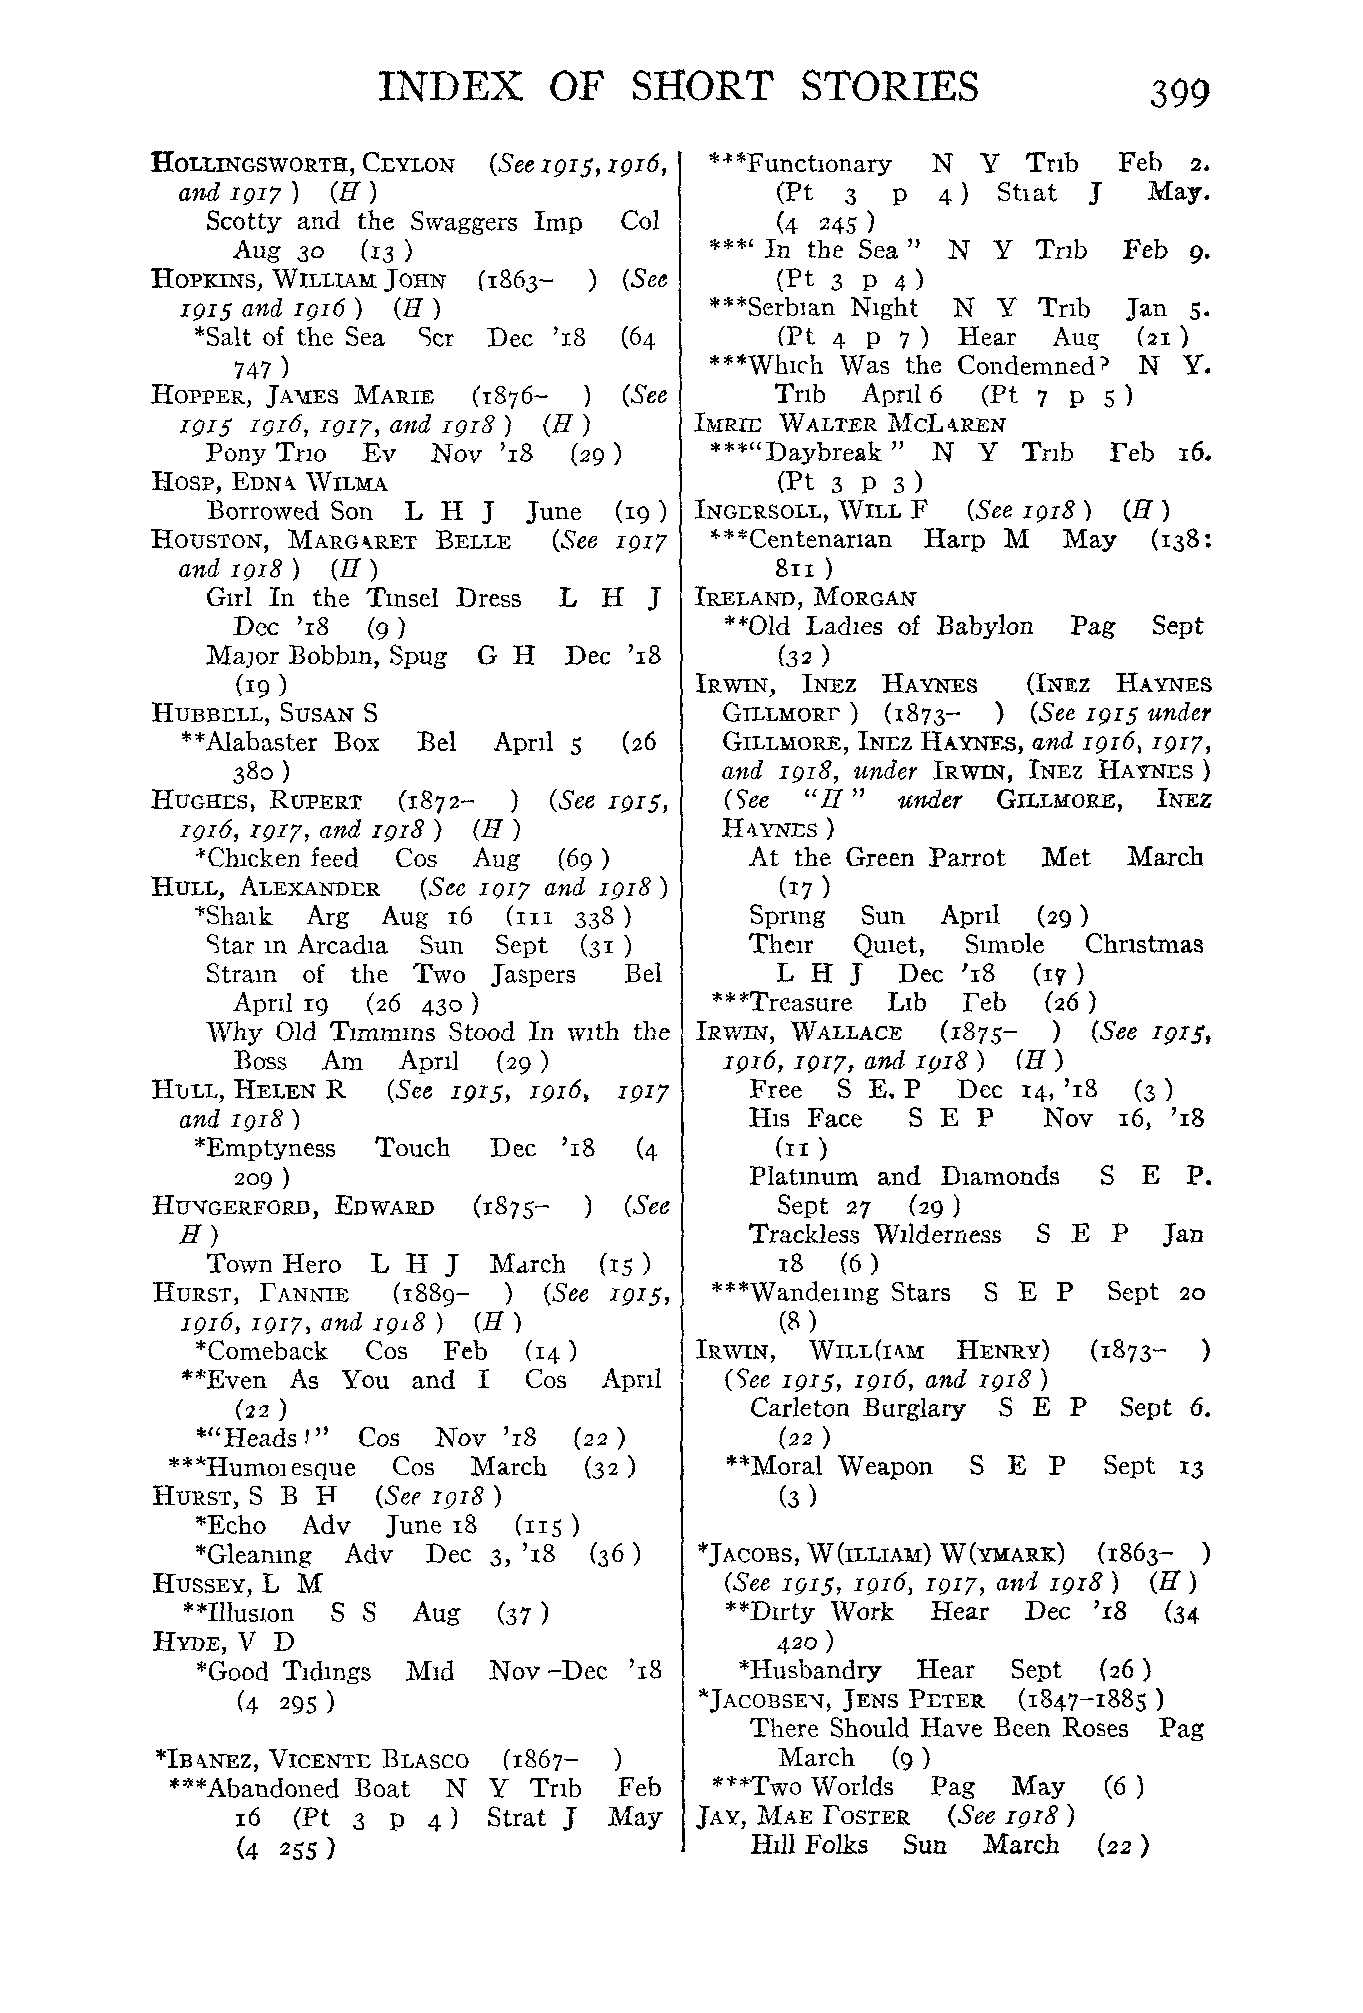 INDEX OF SHORT STORIES 399
HOLLINGSWORTH, CEYLON (See 1915, 1916,
and 1917 ) (H )
Scotty and the Swaggers Imp Col
Aug 30 (13 )
HOPKINS, WILLIAM JOHN (1863– ) (See
1915 and 1916 ) (H )
*Salt of the Sea Scr Dec ’18 (64
747 )
HOPPER, JAMES MARIE (1876– ) (See
1915 1916, 1917, and 1918 ) (H )
Pony Trio Ev Nov ’18 (29 )
HOSP, EDNA WILMA
Borrowed Son L H J June (19 )
HOUSTON, MARGARET BELLE (See 1917
and 1918 ) (H )
Girl In the Tinsel Dress L H J
Dec ’18 (9 )
Major Bobbin, Spug G H Dec ’18
(19 )
HUBBELL, SUSAN S
**Alabaster Box Bel April 5 (26
380 )
HUGHES, RUPERT (1872– ) (See 1915,
1916, 1917, and 1918 ) (H )
*Chicken feed Cos Aug (69 )
HULL, ALEXANDER (See 1917 and 1918 )
*Shark Arg Aug 16 (111 338 )
Star in Arcadia Sun Sept (31 )
Strain of the Two Jaspers Bel
April 19 (26 430 )
Why Old Timmins Stood In with the
Boss Am April (29 )
HULL, HELEN R (See 1915, 1916, 1917
and 1918 )
*Emptyness Touch Dec ’18 (4
209 )
HUNGERFORD, EDWARD (1875– ) (See
H )
Town Hero L H J March (15 )
HURST, FANNIE (1889– ) (See 1915,
1916, 1917, and 1918 ) (H )
*Comeback Cos Feb (14 )
**Even As You and I Cos April
(22 )
*“Heads!” Cos Nov ’18 (22 )
***Humoresque Cos March (32 )
HURST, S B H (See 1918 )
*Echo Adv June 18 (115 )
*Gleaning Adv Dec 3, ’18 (36 )
HUSSEY, L M
**Illusion S S Aug (37 )
HYDE, V D
*Good Tidings Mid Nov –Dec ’18
(4 295 )
*IBANEZ, VICENTE BLASCO (1867– )
***Abandoned Boat N Y Trib Feb
16 (Pt 3 p 4 ) Strat J May
(4 255 )
***Functionary N Y Trib Feb 2.
(Pt 3 p 4 ) Strat J May.
(4 245 )
***‘ In the Sea ” N Y Trib Feb 9.
(Pt 3 p 4 )
***Serbian Night N Y Trib Jan 5.
(Pt 4 p 7 ) Hear Aug (21 )
***Which Was the Condemned? N Y.
Trib April 6 (Pt 7 p 5 )
IMRIE WALTER MCLAREN
***“Daybreak ” N Y Trib Feb 16.
(Pt 3 p 3 )
INGERSOLL, WILL F (See 1918 ) (H )
***Centenarian Harp M May (138:
811 )
IRELAND, MORGAN
**Old Ladies of Babylon Pag Sept
(32 )
IRWIN, INEZ HAYNES (INEZ HAYNES
GILLMORE ) (1873– ) (See 1915 under
GILLMORE, INEZ HAYNES, and 1916, 1917,
and 1918, under IRWIN, INEZ HAYNES )
(See “H ” under GILLMORE, INEZ
HAYNES )
At the Green Parrot Met March
(17 )
Spring Sun April (29 )
Their Quiet, Simple Christmas
L H J Dec ’18 (17 )
***Treasure Lib Feb (26 )
IRWIN, WALLACE (1875– ) (See 1915,
1916, 1917, and 1918 ) (H )
Free S E. P Dec 14, ’18 (3 )
His Face S E P Nov 16, ’18
(11 )
Platinum and Diamonds S E P.
Sept 27 (29 )
Trackless Wilderness S E P Jan
18 (6 )
***Wandering Stars S E P Sept 20
(8 )
IRWIN, WILL(IAM HENRY) (1873– )
(See 1915, 1916, and 1918 )
Carleton Burglary S E P Sept 6.
(22 )
**Moral Weapon S E P Sept 13
(3 )
*JACOBS, W(ILLIAM) W(YMARK) (1863– )
(See 1915, 1916, 1917, and 1918 ) (H )
**Dirty Work Hear Dec ’18 (34
420 )
*Husbandry Hear Sept (26 )
*JACOBSEN, JENS PETER (1847–1885 )
There Should Have Been Roses Pag
March (9 )
***Two Worlds Pag May (6 )
JAY, MAE FOSTER (See 1918 )
Hill Folks Sun March (22 )